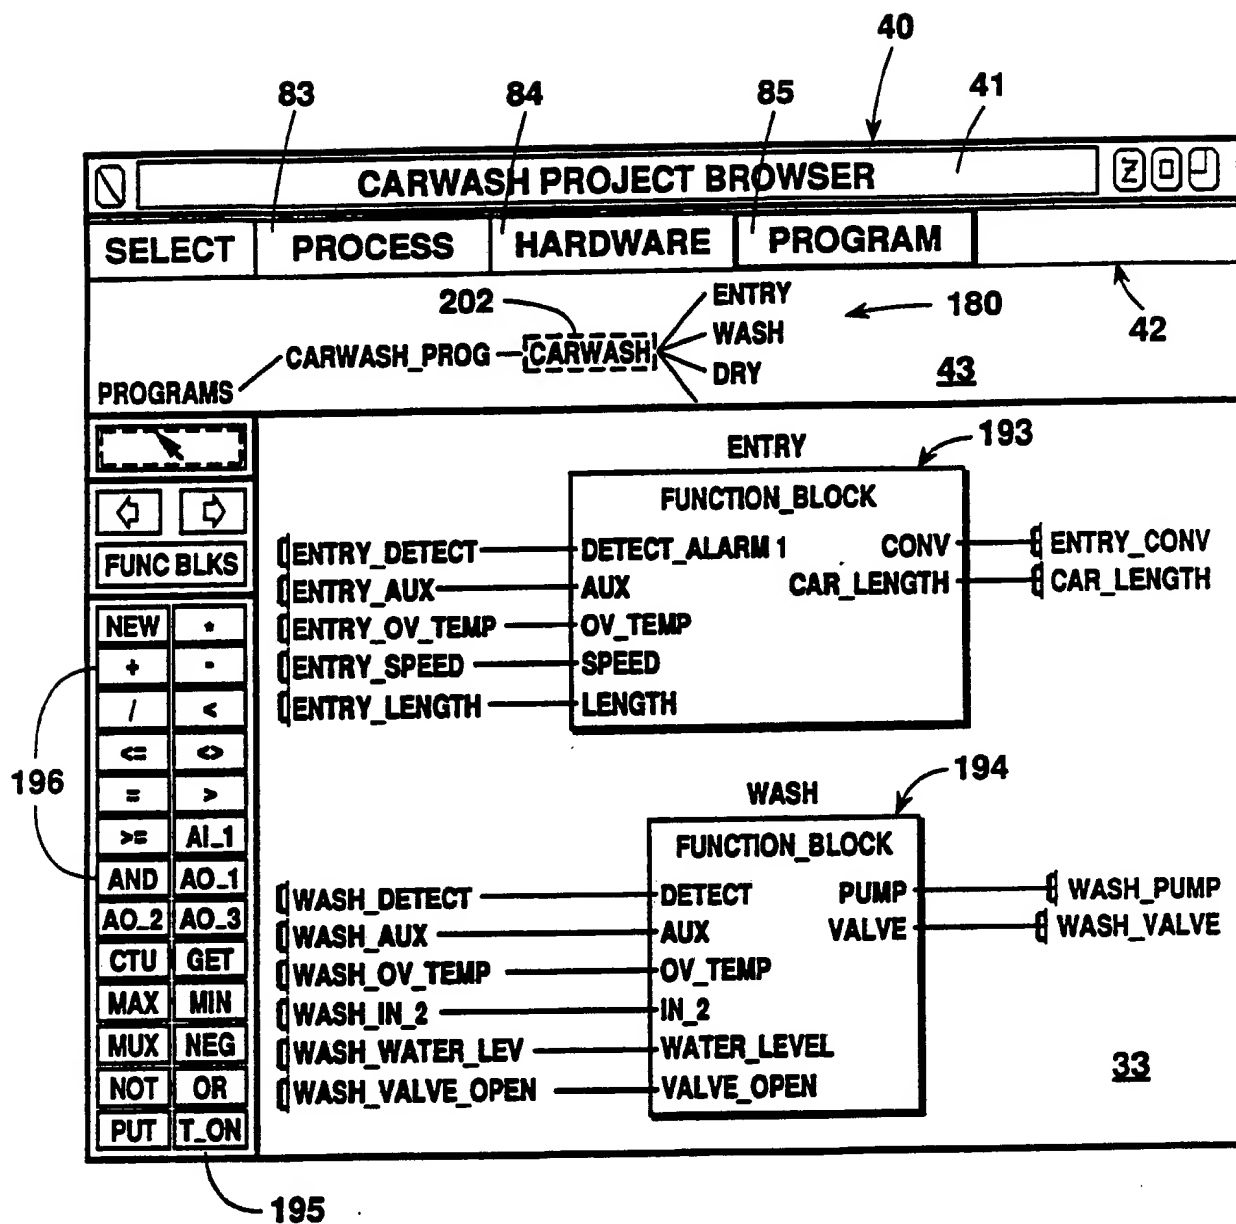 40
83 84 85 41
CARWASH PROJECT BROWSER
SELECT PROCESS HARDWARE PROGRAM
202 ENTRY 180
WASH 42
CARWASH_PROG CARWASH
DRY 43
PROGRAMS
ENTRY 193
FUNCTION_BLOCK
FUNC BLKS
ENTRY_DETECT DETECT_ALARM 1 CONV ENTRY_CONV
ENTRY_AUX AUX CAR_LENGTH CAR_LENGTH
ENTRY_OV_TEMP OV_TEMP
ENTRY_SPEED SPEED
ENTRY_LENGTH LENGTH
NEW *
+ -
/ <
<= <>
196
= >
>= AI_1
AND AO_1
AO_2 AO_3
CTU GET
MAX MIN
MUX NEG
NOT OR
PUT T_ON
195
WASH 194
FUNCTION_BLOCK
WASH_DETECT DETECT PUMP WASH_PUMP
WASH_AUX AUX VALVE WASH_VALVE
WASH_OV_TEMP OV_TEMP
WASH_IN_2 IN_2
WASH_WATER_LEV WATER_LEVEL
WASH_VALVE_OPEN VALVE_OPEN
33